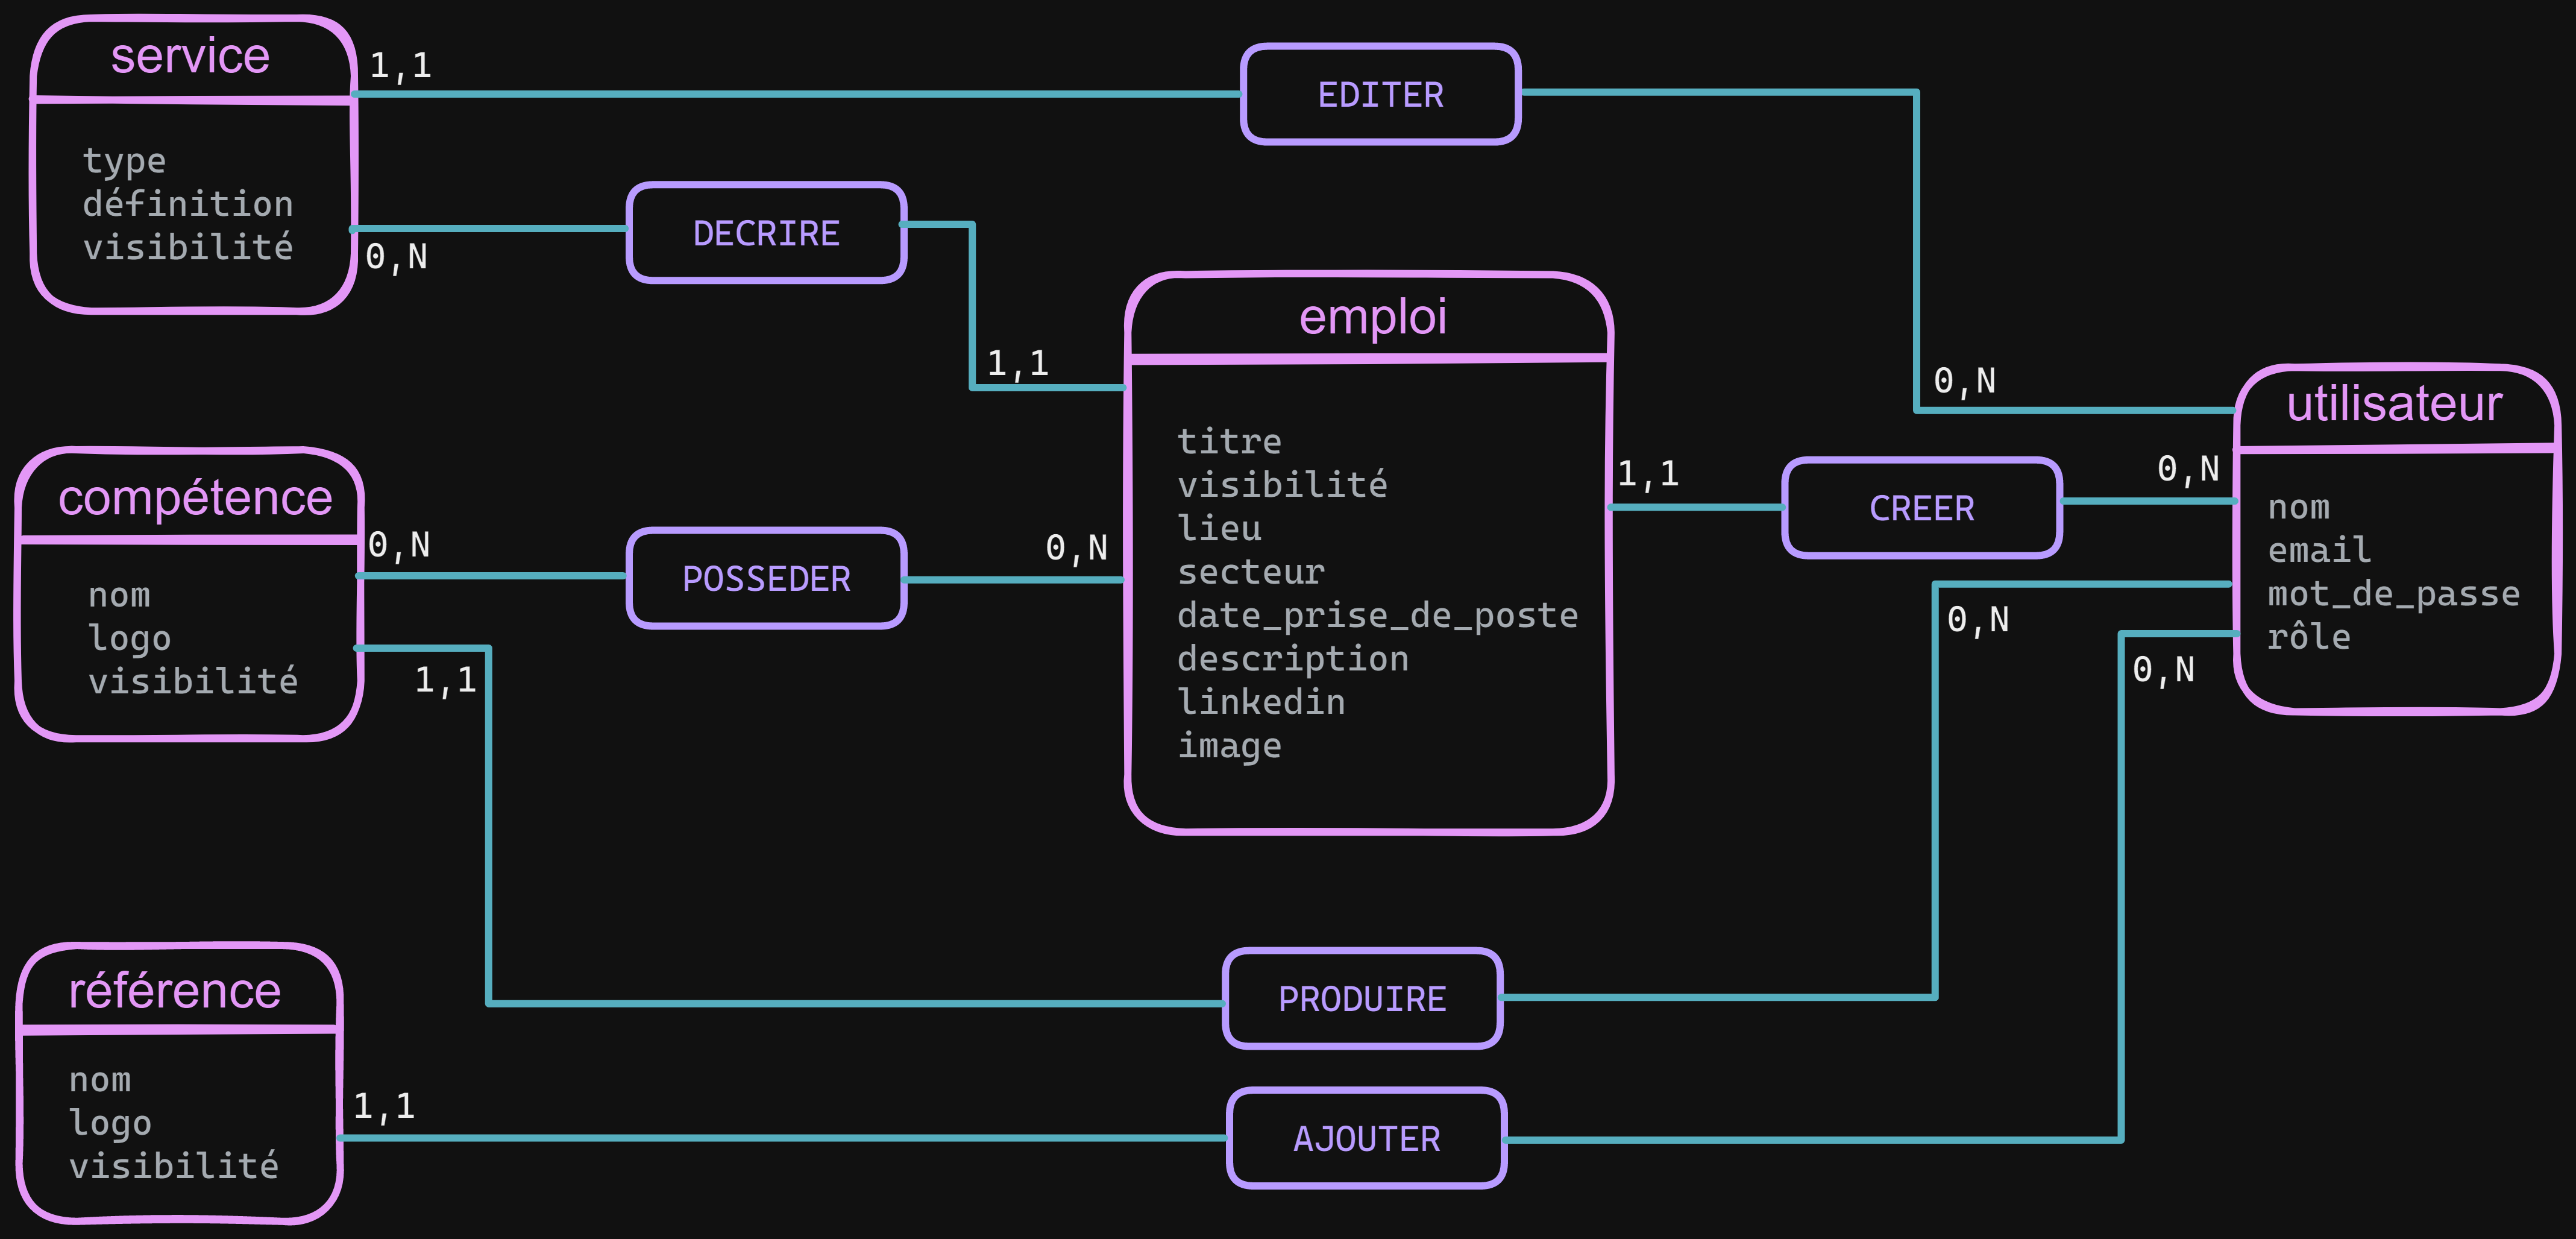 service
type
définition
visibilité
1,1
EDITER
0,N
DECRIRE
1,1
0,N
emploi
titre
visibilité
lieu
secteur
date_prise_de_poste
description
linkedin
image
utilisateur
nom
email
mot_de_passe
rôle
compétence
nom
logo
visibilité
0,N
POSSEDER
0,N
1,1
CREER
0,N
1,1
PRODUIRE
0,N
référence
nom
logo
visibilité
1,1
AJOUTER
0,N